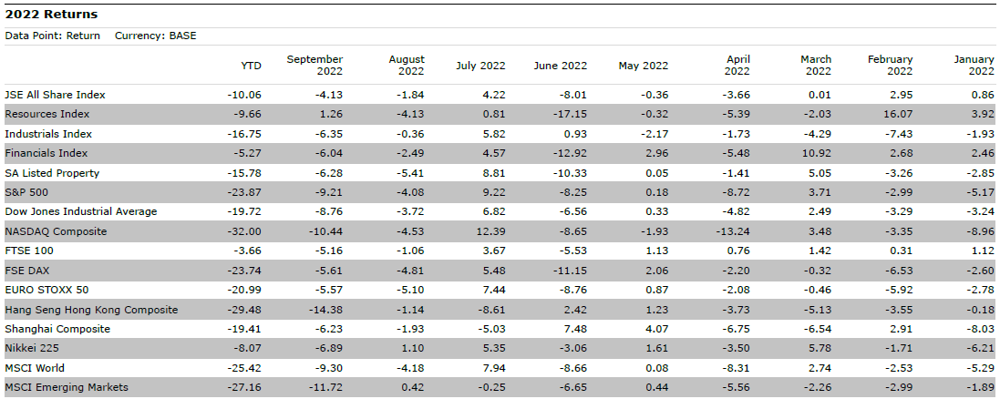 2022 Returns
Data Point: Return Currency: BASE
YTD September 2022 August 2022 July 2022 June 2022 May 2022 April 2022 March 2022 February 2022 January 2022
JSE All Share Index -10.06 -4.13 -1.84 4.22 -8.01 -0.36 -3.66 0.01 2.95 0.86
Resources Index -9.66 1.26 -4.13 0.81 -17.15 -0.32 -5.39 -2.03 16.07 3.92
Industrials Index -16.75 -6.35 -0.36 5.82 0.93 -2.17 -1.73 -4.29 -7.43 -1.93
Financials Index -5.27 -6.04 -2.49 4.57 -12.92 2.96 -5.48 10.92 2.68 2.46
SA Listed Property -15.78 -6.28 -5.41 8.81 -10.33 0.05 -1.41 5.05 -3.26 -2.85
S&P 500 -23.87 -9.21 -4.08 9.22 -8.25 0.18 -8.72 3.71 -2.99 -5.17
Dow Jones Industrial Average -19.72 -8.76 -3.72 6.82 -6.56 0.33 -4.82 2.49 -3.29 -3.24
NASDAQ Composite -32.00 -10.44 -4.53 12.39 -8.65 -1.93 -13.24 3.48 -3.35 -8.96
FTSE 100 -3.66 -5.16 -1.06 3.67 -5.53 1.13 0.76 1.42 0.31 1.12
FSE DAX -23.74 -5.61 -4.81 5.48 -11.15 2.06 -2.20 -0.32 -6.53 -2.60
EURO STOXX 50 -20.99 -5.57 -5.10 7.44 -8.76 0.87 -2.08 -0.46 -5.92 -2.78
Hang Seng Hong Kong Composite -29.48 -14.38 -1.14 -8.61 2.42 1.23 -3.73 -5.13 -3.55 -0.18
Shanghai Composite -19.41 -6.23 -1.93 -5.03 7.48 4.07 -6.75 -6.54 2.91 -8.03
Nikkei 225 -8.07 -6.89 1.10 5.35 -3.06 1.61 -3.50 5.78 -1.71 -6.21
MSCI World -25.42 -9.30 -4.18 7.94 -8.66 0.08 -8.31 2.74 -2.53 -5.29
MSCI Emerging Markets -27.16 -11.72 0.42 -0.25 -6.65 0.44 -5.56 -2.26 -2.99 -1.89